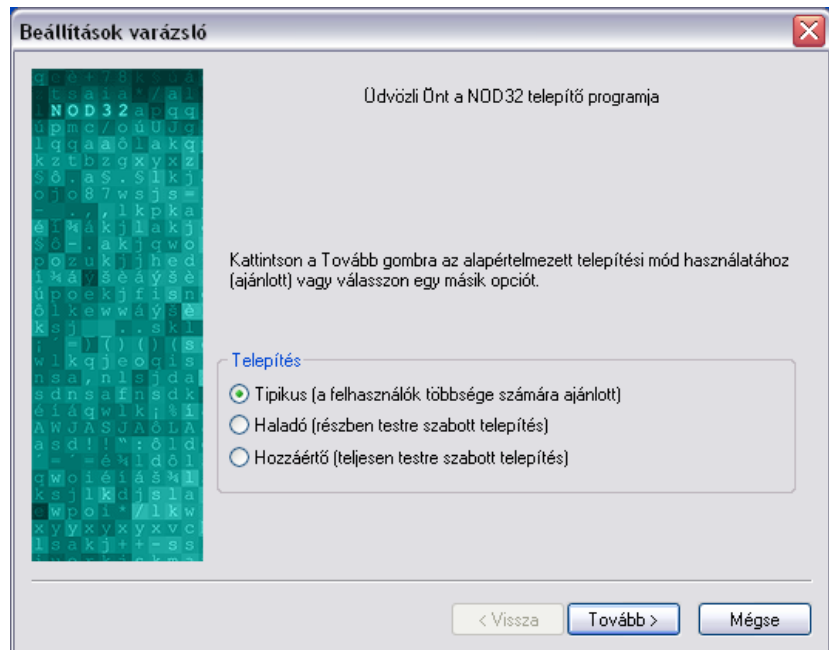 Beállítások varázsló
NOD32
Üdvözli Önt a NOD32 telepítő programja
Kattintson a Tovább gombra az alapértelmezett telepítési mód használatához
(ajánlott) vagy válasszon egy másik opciót.
Telepítés
Tipikus (a felhasználók többsége számára ajánlott)
Haladó (részben testre szabott telepítés)
Hozzáértő (teljesen testre szabott telepítés)
< Vissza
Tovább >
Mégse